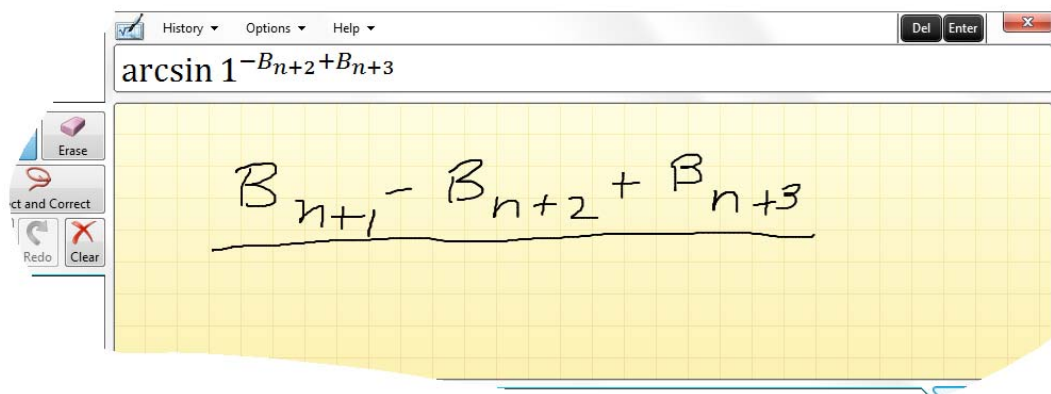 History Options Help Del Enter X
arcsin 1^{-B_{n+2}+B_{n+3}}
Erase
ct and Correct
Redo Clear
B_{n+1} - B_{n+2} + B_{n+3}